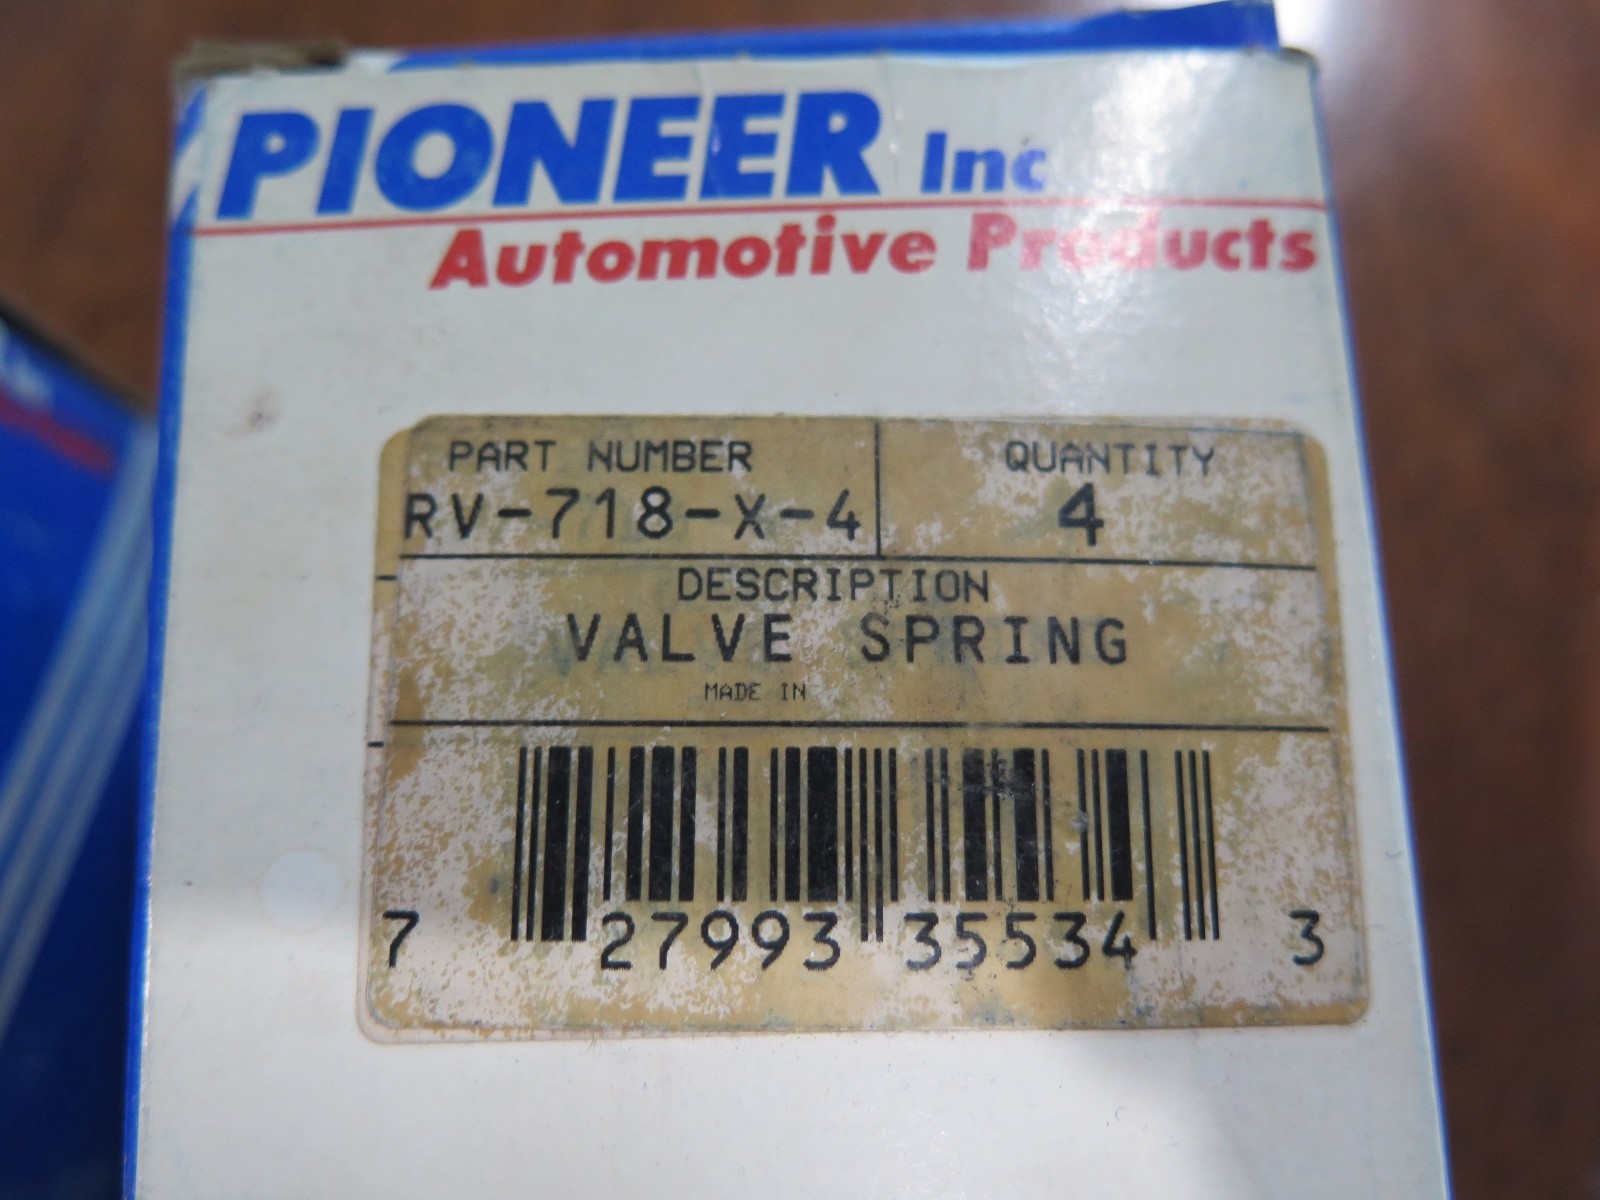 PIONEER Inc
Automotive Products
PART NUMBER QUANTITY
RV-718-X-4 4
DESCRIPTION
VALVE SPRING
MADE IN
7 27993 35534 3